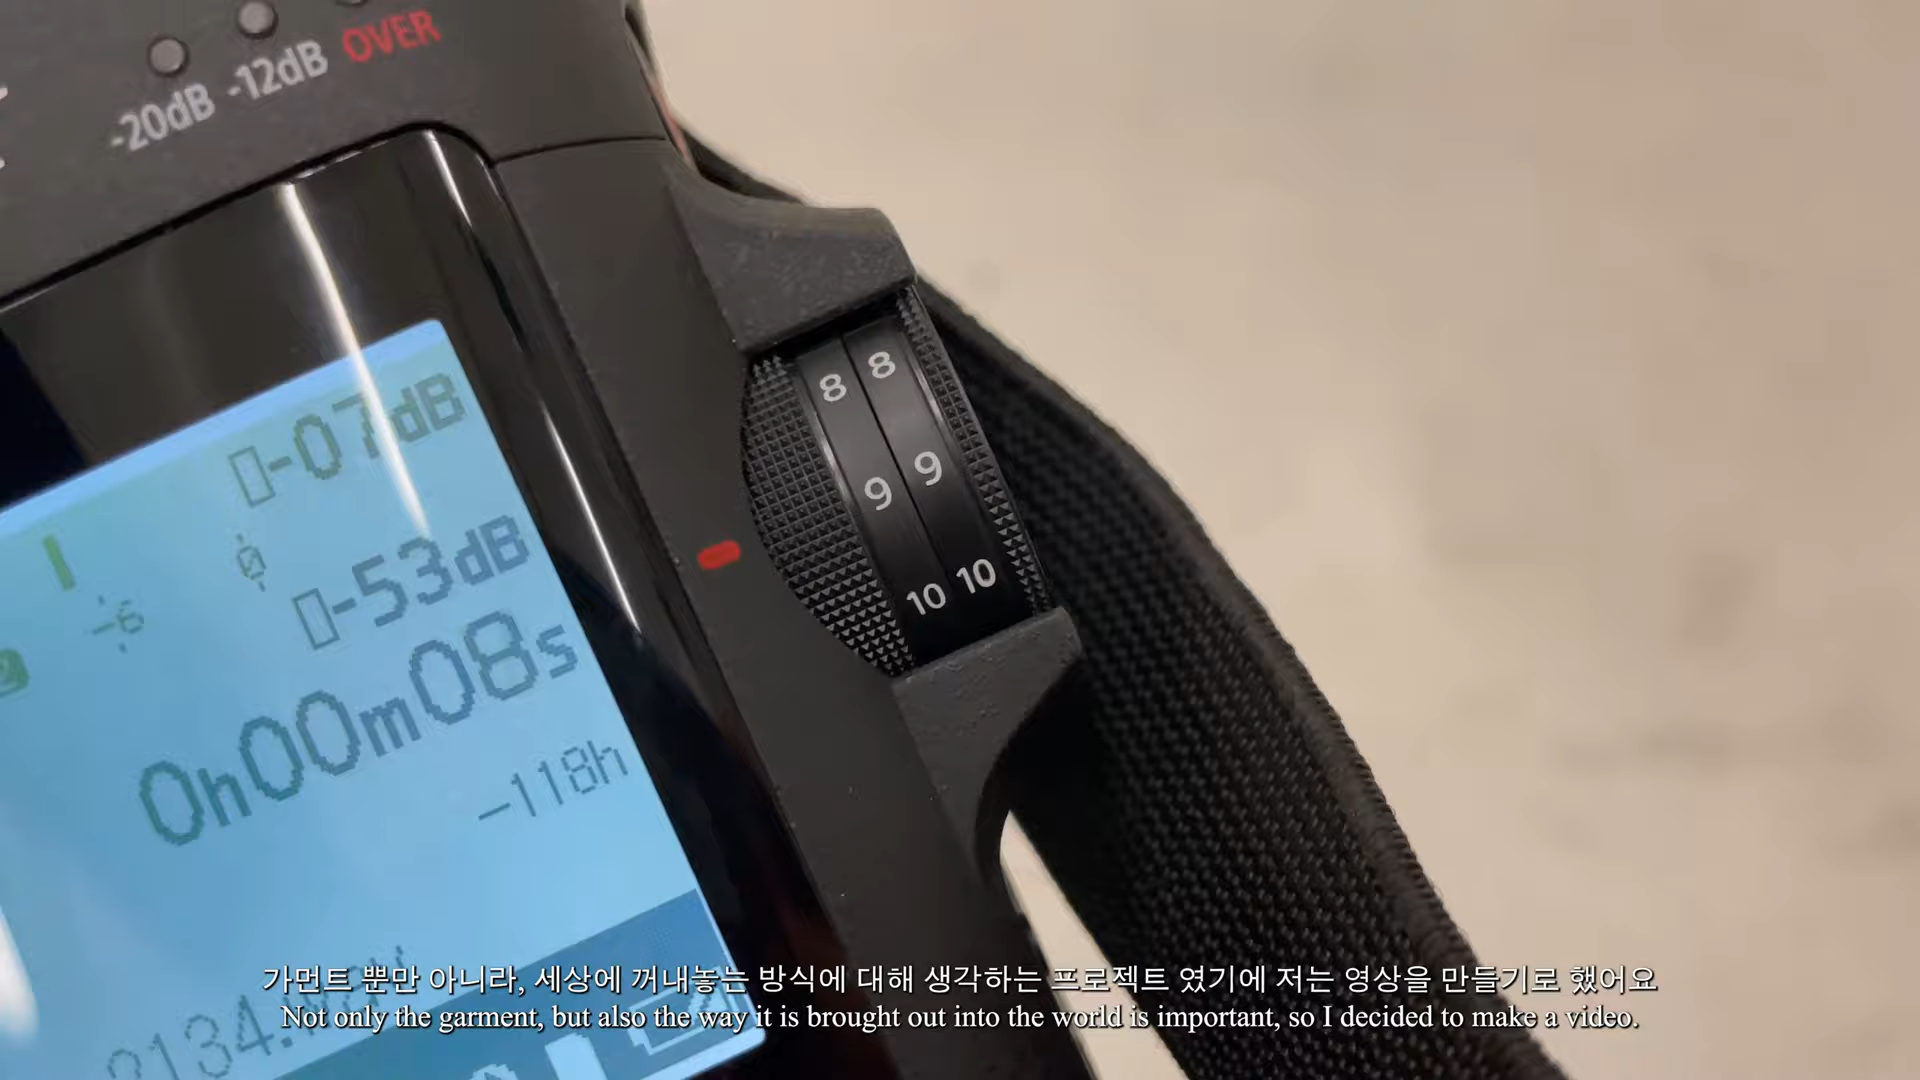 -20dB -12dB OVER
-07dB
-6 0
-53dB
0h00m08s
-118h
8 8
9 9
10 10
가먼트 뿐만 아니라, 세상에 꺼내놓는 방식에 대해 생각하는 프로젝트 였기에 저는 영상을 만들기로 했어요
Not only the garment, but also the way it is brought out into the world is important, so I decided to make a video.